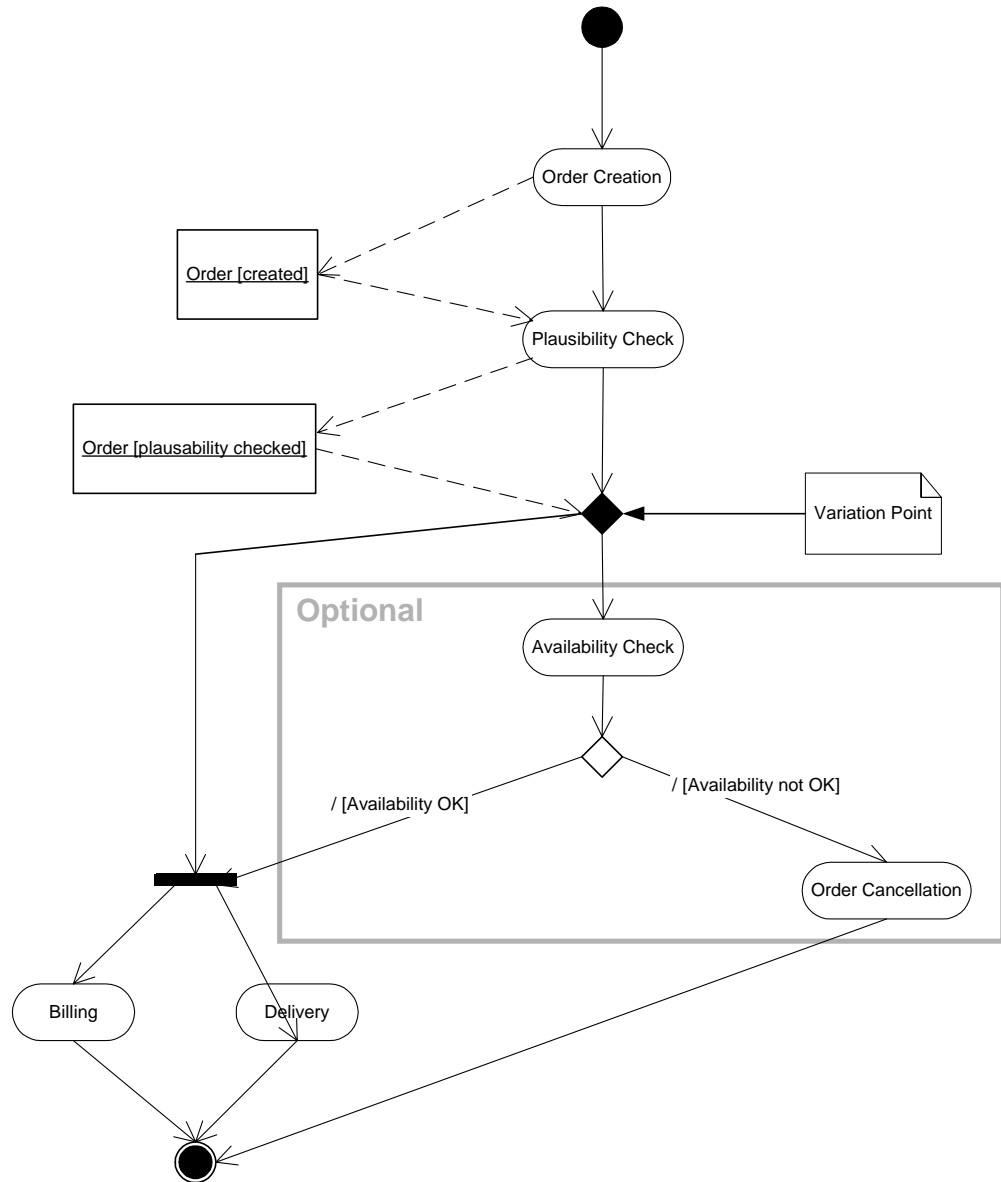 Order Creation
Order [created]
Plausibility Check
Order [plausability checked]
Variation Point
Optional
Availability Check
/ [Availability not OK]
/ [Availability OK]
Order Cancellation
Billing
Delivery